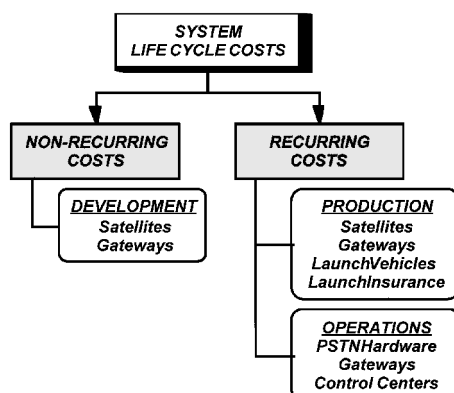 SYSTEM
LIFE CYCLE COSTS
NON-RECURRING
COSTS
DEVELOPMENT
Satellites
Gateways
RECURRING
COSTS
PRODUCTION
Satellites
Gateways
LaunchVehicles
LaunchInsurance
OPERATIONS
PSTNHardware
Gateways
Control Centers